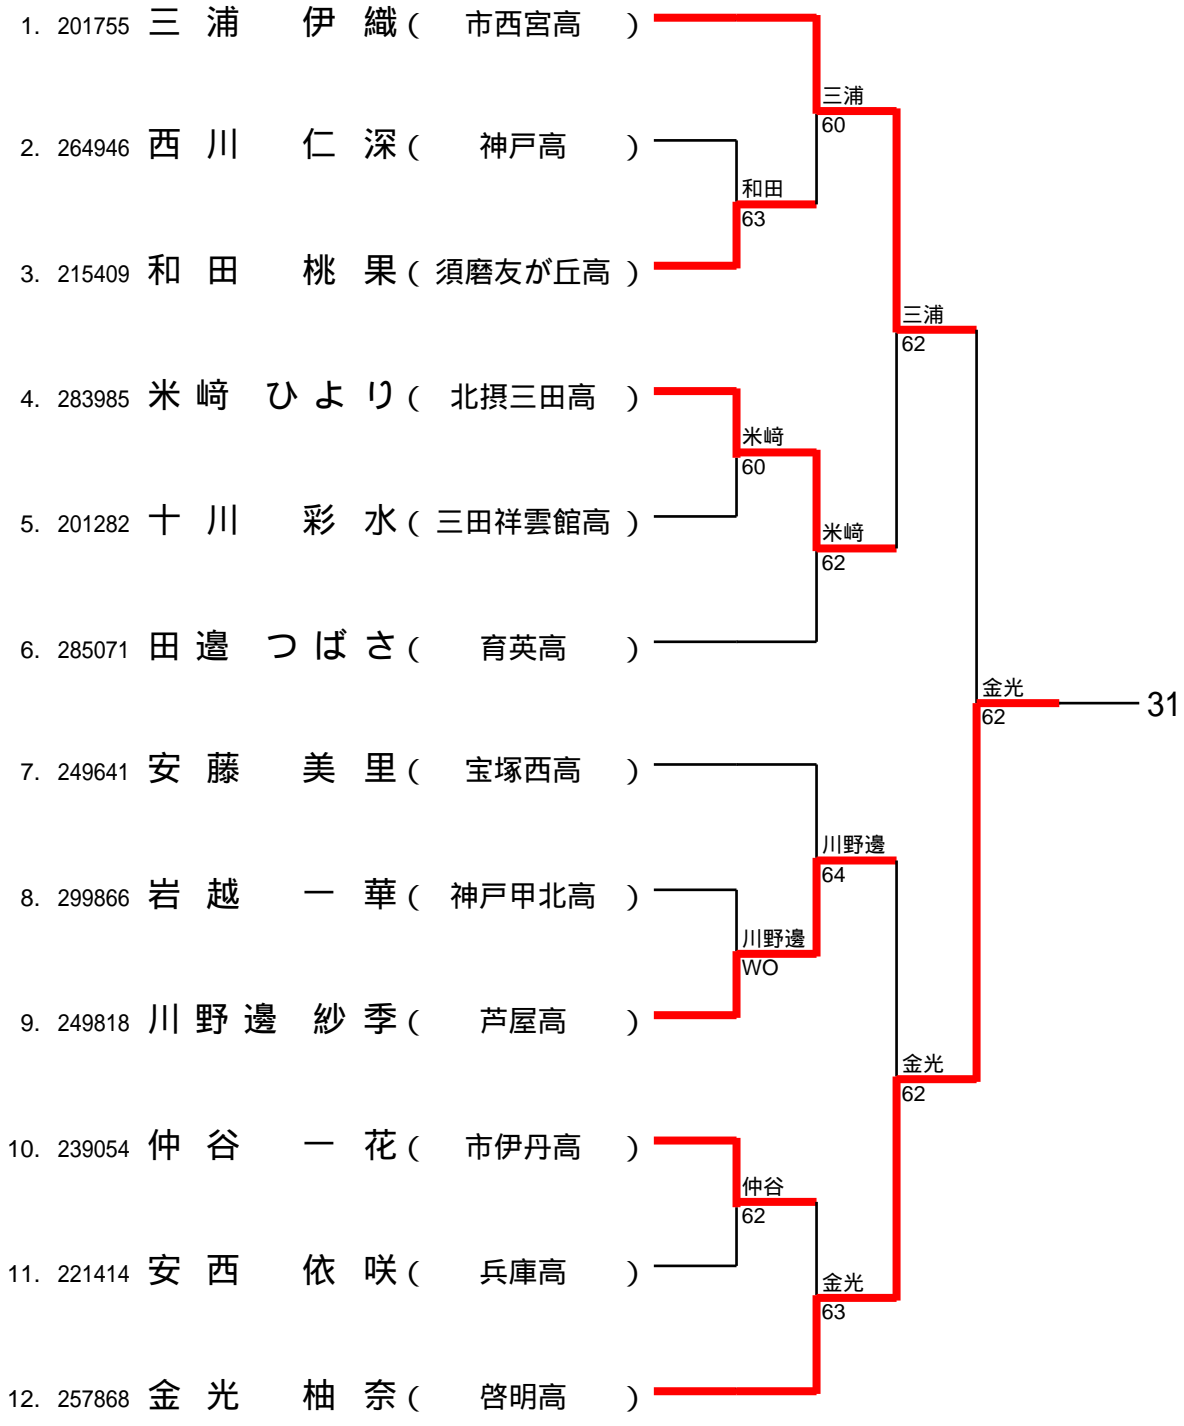 1. 201755 三浦 伊織 ( 市西宮高 )
三浦
60
2. 264946 西川 仁深 ( 神戸高 )
和田
63
3. 215409 和田 桃果 ( 須磨友が丘高 )
三浦
62
4. 283985 米﨑 ひより ( 北摂三田高 )
米﨑
60
5. 201282 十川 彩水 ( 三田祥雲館高 )
米﨑
62
6. 285071 田邉 つばさ ( 育英高 )
金光
62
31
7. 249641 安藤 美里 ( 宝塚西高 )
川野邊
64
8. 299866 岩越 一華 ( 神戸甲北高 )
川野邊
WO
9. 249818 川野邊 紗季 ( 芦屋高 )
金光
62
10. 239054 仲谷 一花 ( 市伊丹高 )
仲谷
62
11. 221414 安西 依咲 ( 兵庫高 )
金光
63
12. 257868 金光 柚奈 ( 啓明高 )